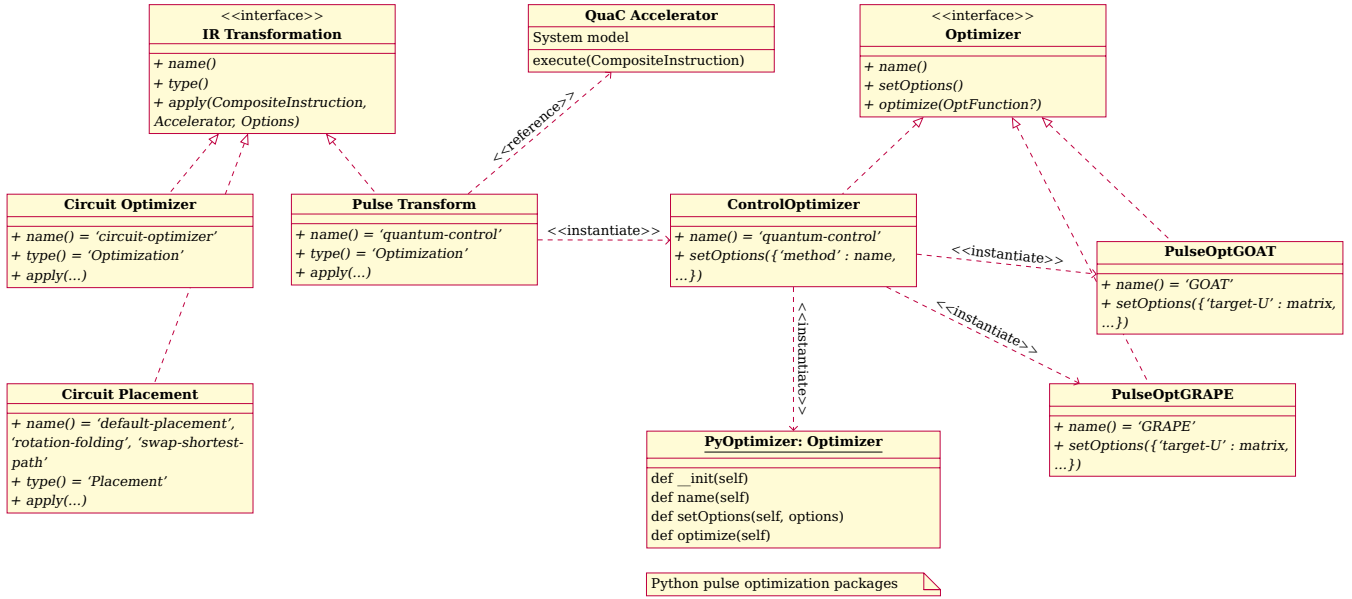 <<interface>>
IR Transformation
+ name()
+ type()
+ apply(CompositeInstruction,
Accelerator, Options)
QuaC Accelerator
System model
execute(CompositeInstruction)
<<interface>>
Optimizer
+ name()
+ setOptions()
+ optimize(OptFunction?)
<<reference>>
Circuit Optimizer
+ name() = ‘circuit-optimizer’
+ type() = ‘Optimization’
+ apply(...)
Pulse Transform
+ name() = ‘quantum-control’
+ type() = ‘Optimization’
+ apply(...)
<<instantiate>>
ControlOptimizer
+ name() = ‘quantum-control’
+ setOptions({‘method’ : name,
...})
<<instantiate>>
PulseOptGOAT
+ name() = ‘GOAT’
+ setOptions({‘target-U’ : matrix,
...})
<<instantiate>>
<<instantiate>>
Circuit Placement
+ name() = ‘default-placement’,
‘rotation-folding’, ‘swap-shortest-
path’
+ type() = ‘Placement’
+ apply(...)
PulseOptGRAPE
+ name() = ‘GRAPE’
+ setOptions({‘target-U’ : matrix,
...})
PyOptimizer: Optimizer
def __init(self)
def name(self)
def setOptions(self, options)
def optimize(self)
Python pulse optimization packages